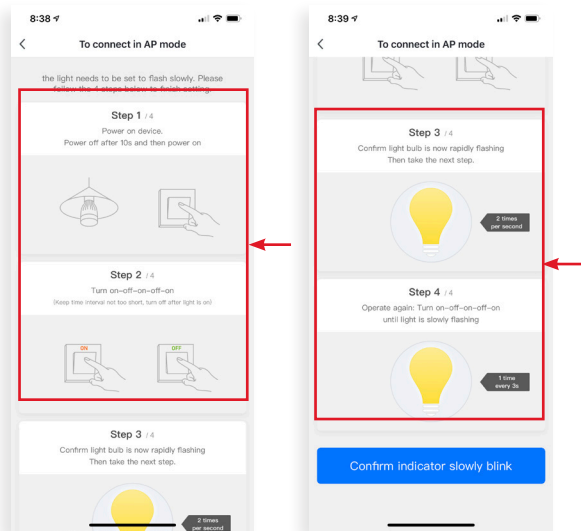 8:38
To connect in AP mode
the light needs to be set to flash slowly. Please
follow the 4 steps below to finish setting.
Step 1 / 4
Power on device.
Power off after 10s and then power on
Step 2 / 4
Turn on-off-on-off-on
(Keep time interval not too short, turn off after light is on)
ON
OFF
Step 3 / 4
Confirm light bulb is now rapidly flashing
Then take the next step.
2 times
per second
8:39
To connect in AP mode
Step 3 / 4
Confirm light bulb is now rapidly flashing
Then take the next step.
2 times
per second
Step 4 / 4
Operate again: Turn on-off-on-off-on
until light is slowly flashing
1 time
every 3s
Confirm indicator slowly blink